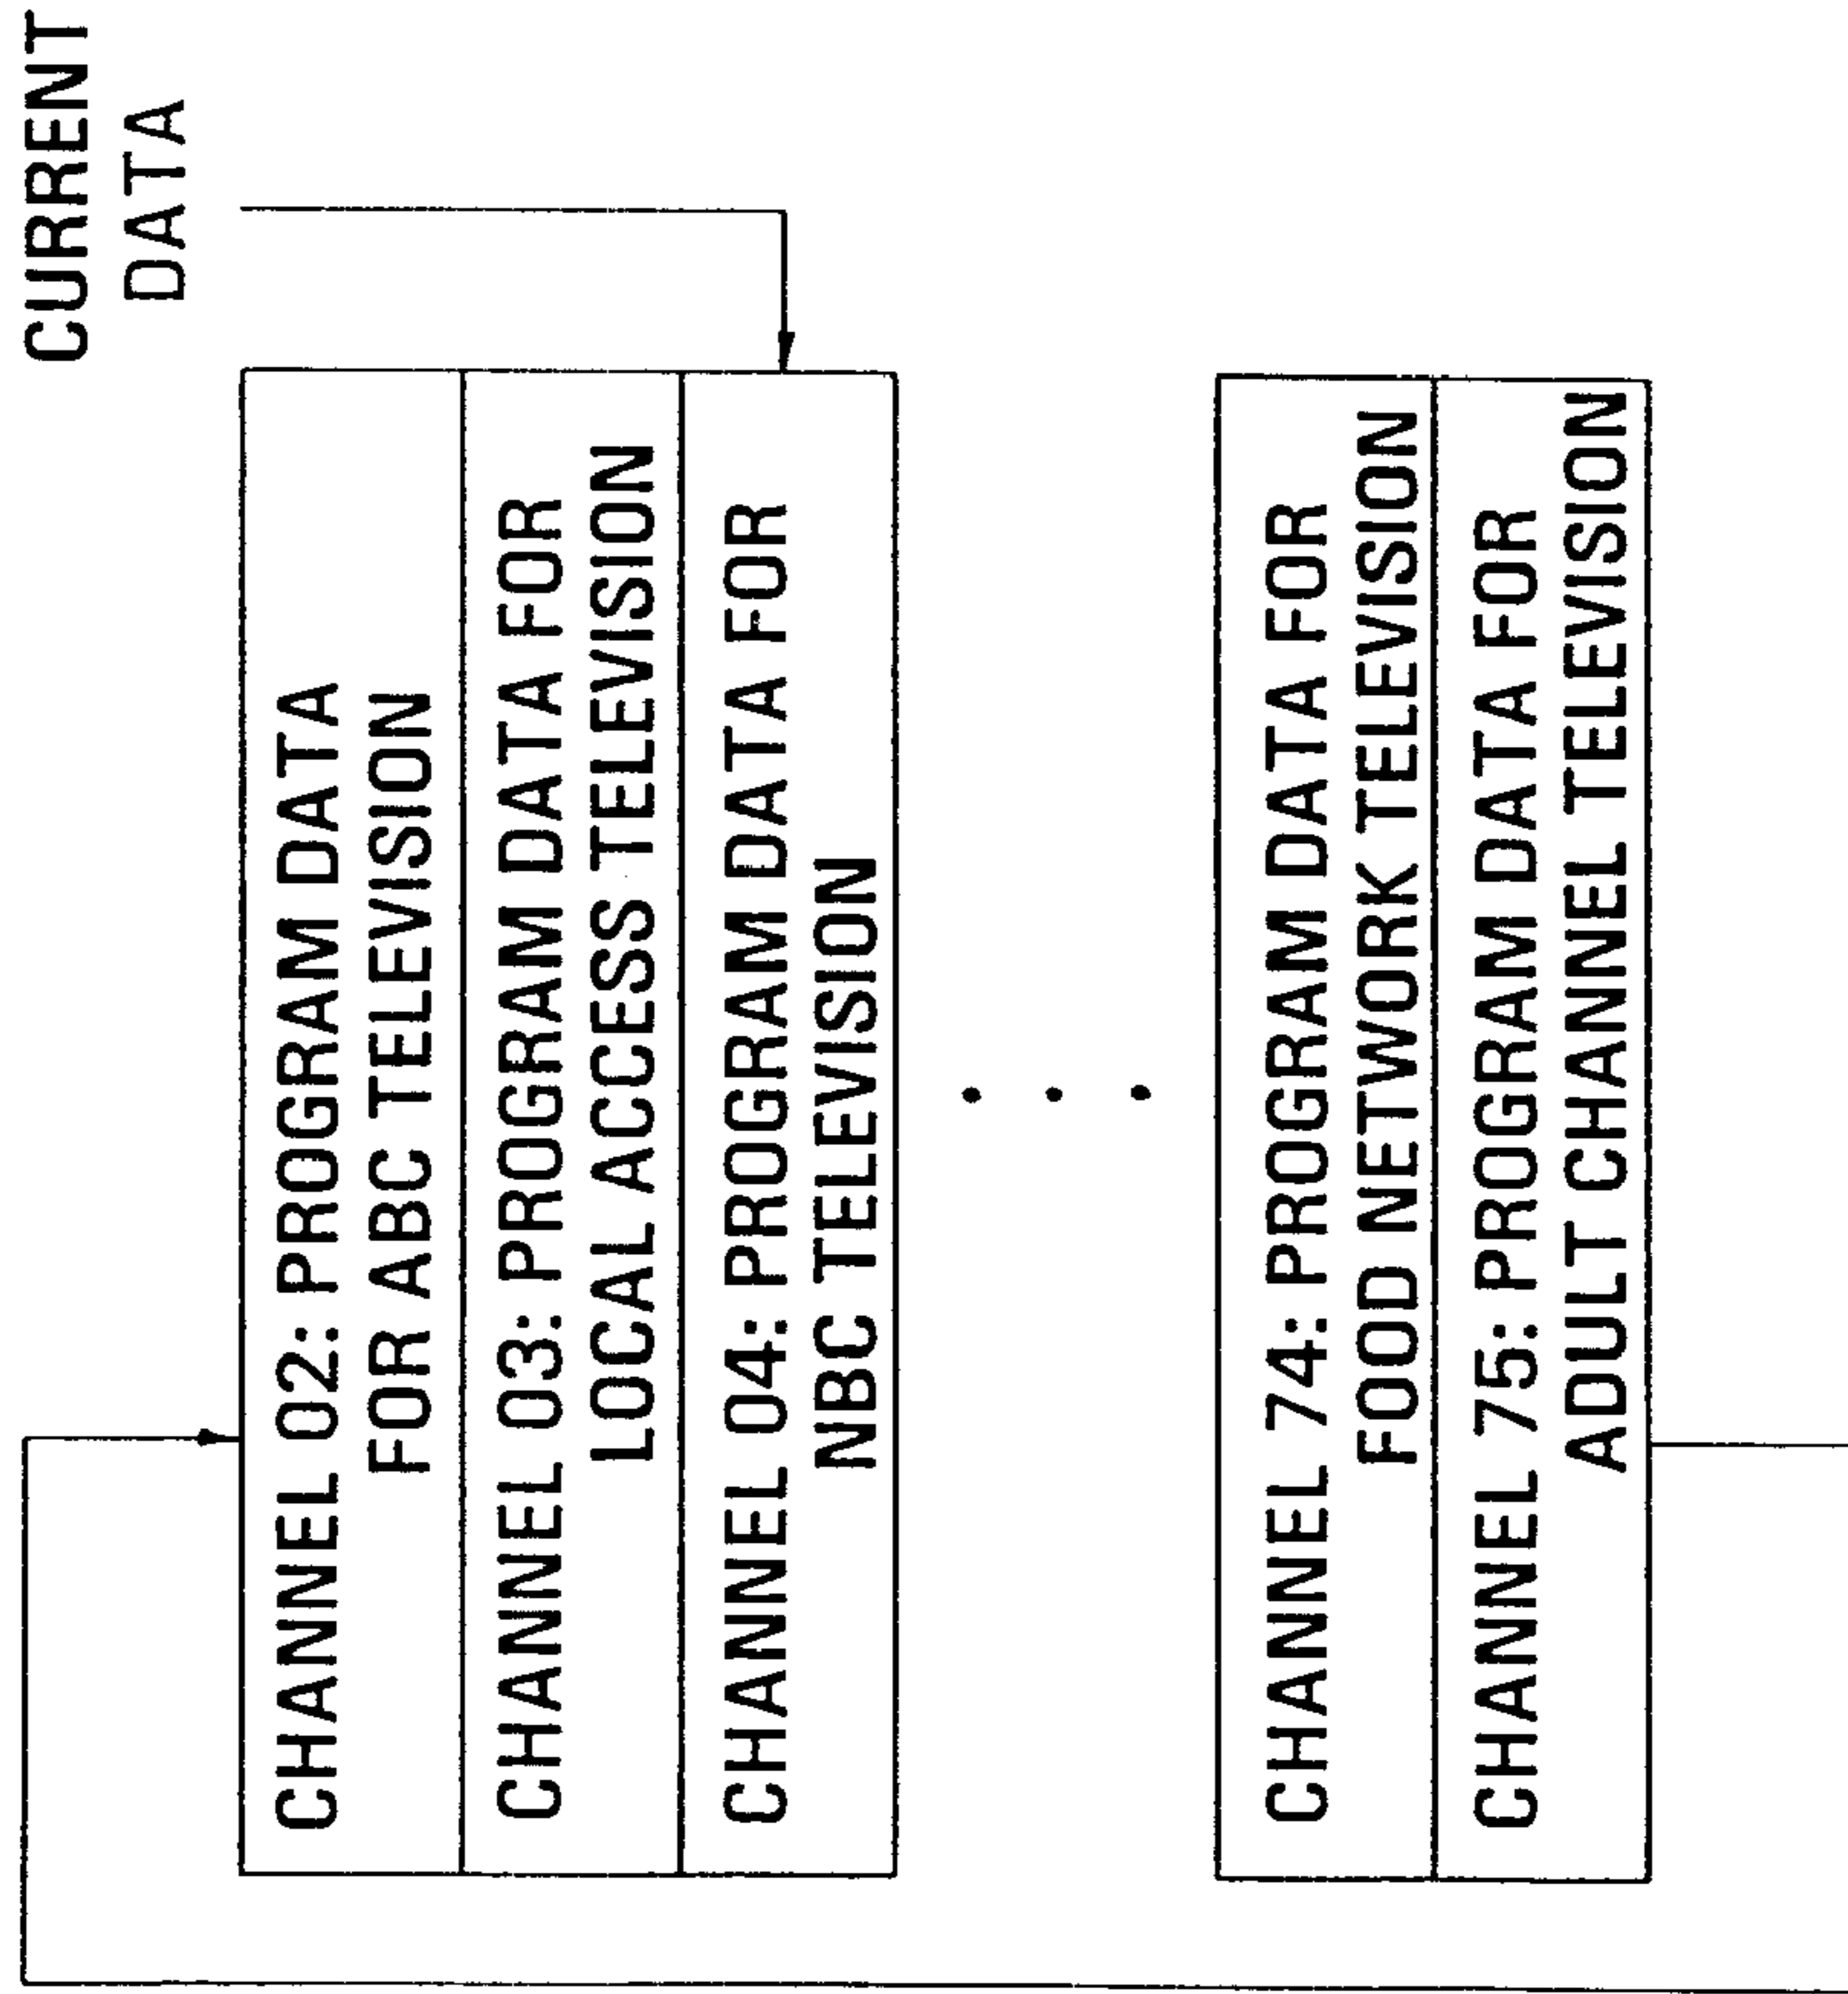 CURRENT
DATA
CHANNEL 02: PROGRAM DATA
FOR ABC TELEVISION
CHANNEL 03: PROGRAM DATA FOR
LOCAL ACCESS TELEVISION
CHANNEL 04: PROGRAM DATA FOR
NBC TELEVISION
CHANNEL 74: PROGRAM DATA FOR
FOOD NETWORK TELEVISION
CHANNEL 75: PROGRAM DATA FOR
ADULT CHANNEL TELEVISION